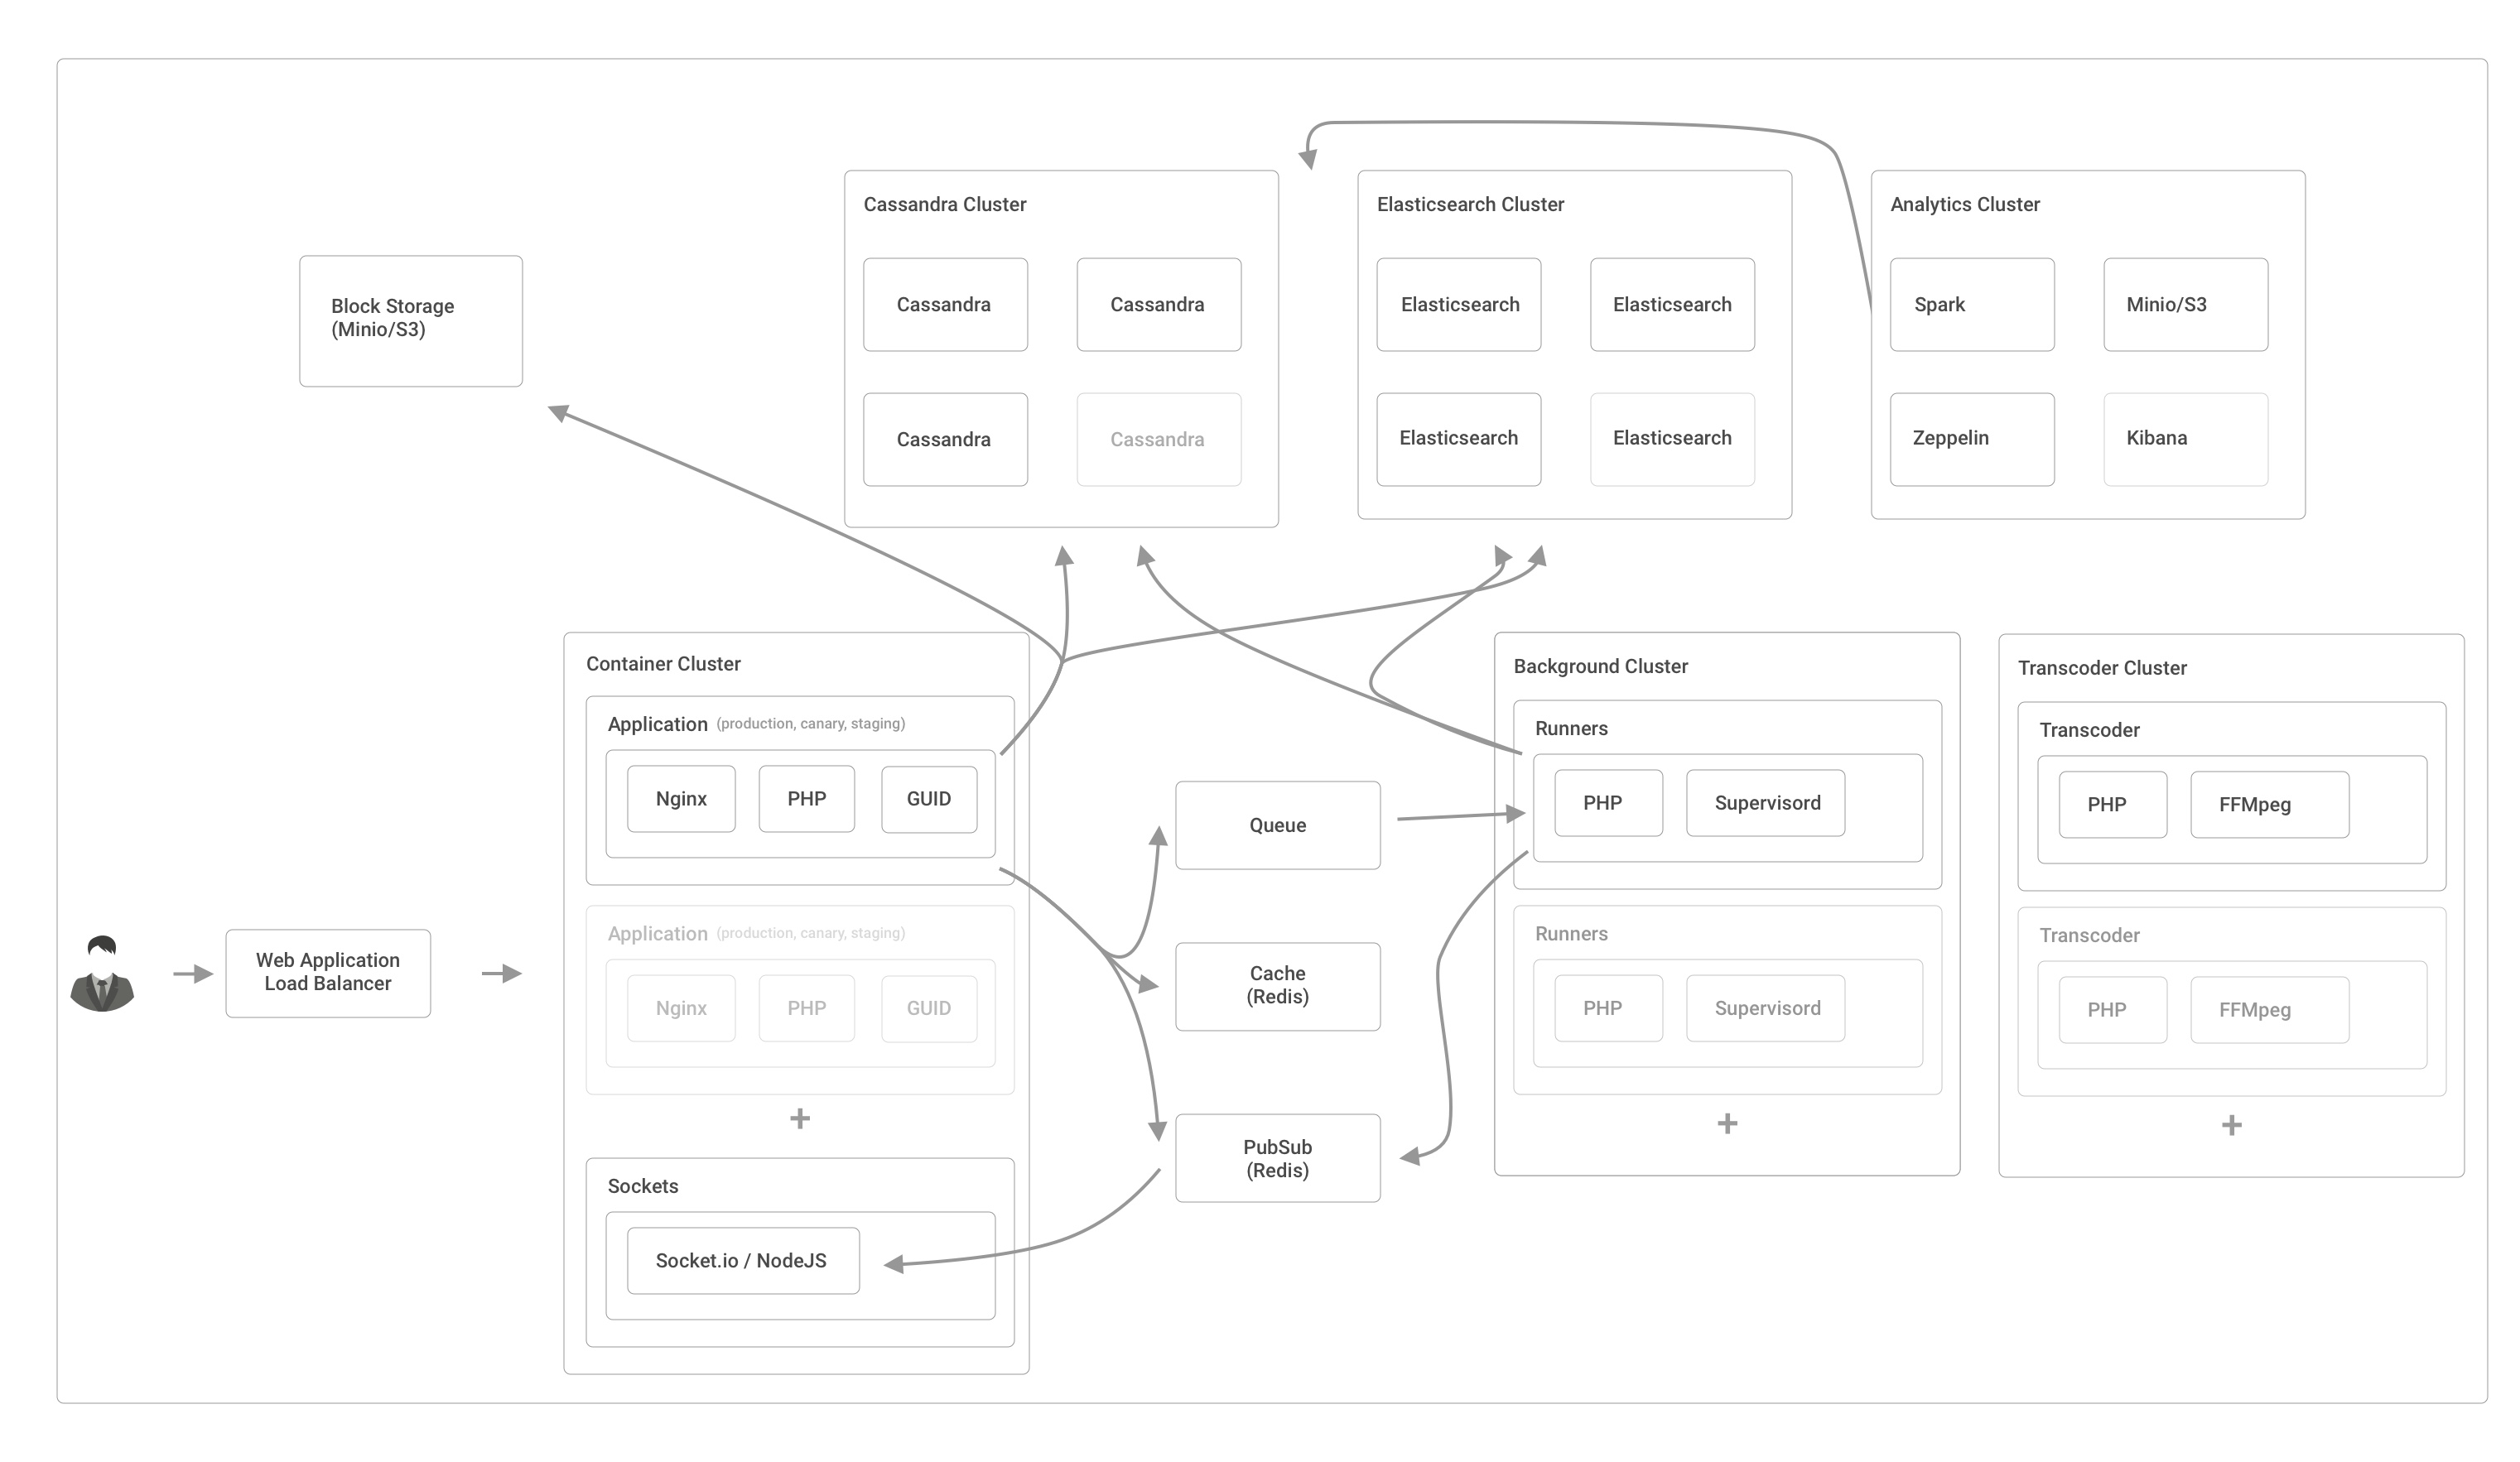 Cassandra Cluster
Cassandra
Cassandra
Cassandra
Cassandra
Elasticsearch Cluster
Elasticsearch
Elasticsearch
Elasticsearch
Elasticsearch
Analytics Cluster
Spark
Minio/S3
Zeppelin
Kibana
Block Storage
(Minio/S3)
Web Application
Load Balancer
Container Cluster
Application (production, canary, staging)
Nginx
PHP
GUID
Application (production, canary, staging)
Nginx
PHP
GUID
+
Sockets
Socket.io / NodeJS
Queue
Cache
(Redis)
PubSub
(Redis)
Background Cluster
Runners
PHP
Supervisord
Runners
PHP
Supervisord
+
Transcoder Cluster
Transcoder
PHP
FFMpeg
Transcoder
PHP
FFMpeg
+